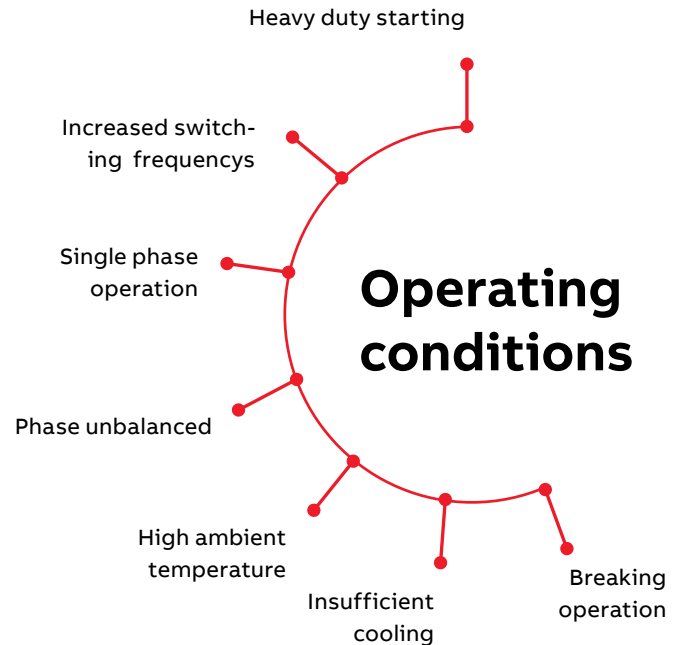 Heavy duty starting
Increased switch-
ing frequencys
Single phase
operation
Operating
conditions
Phase unbalanced
High ambient
temperature
Insufficient
cooling
Breaking
operation